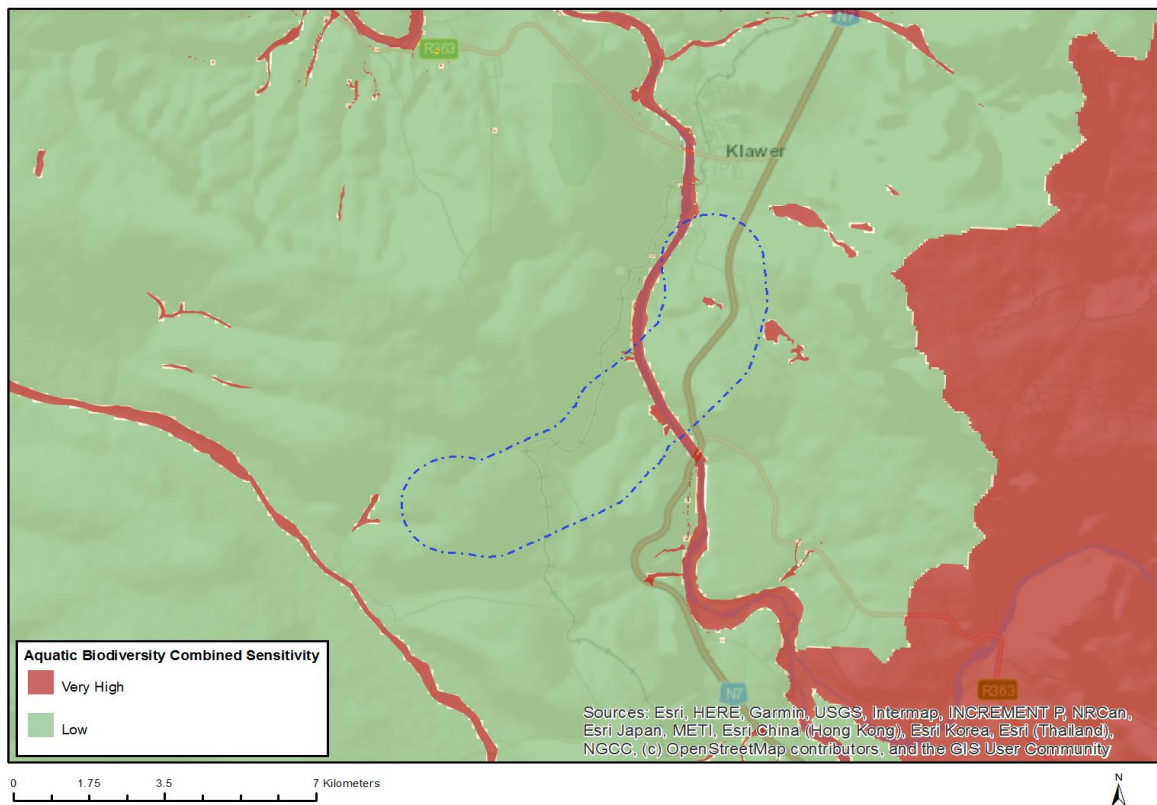 N7
R363
Klawer
Aquatic Biodiversity Combined Sensitivity
Very High
Low
N7
R363
Sources: Esri, HERE, Garmin, USGS, Intermap, INCREMENT P, NRCan,
Esri Japan, METI, Esri China (Hong Kong), Esri Korea, Esri (Thailand),
NGCC, (c) OpenStreetMap contributors, and the GIS User Community
0 1.75 3.5 7 Kilometers
N